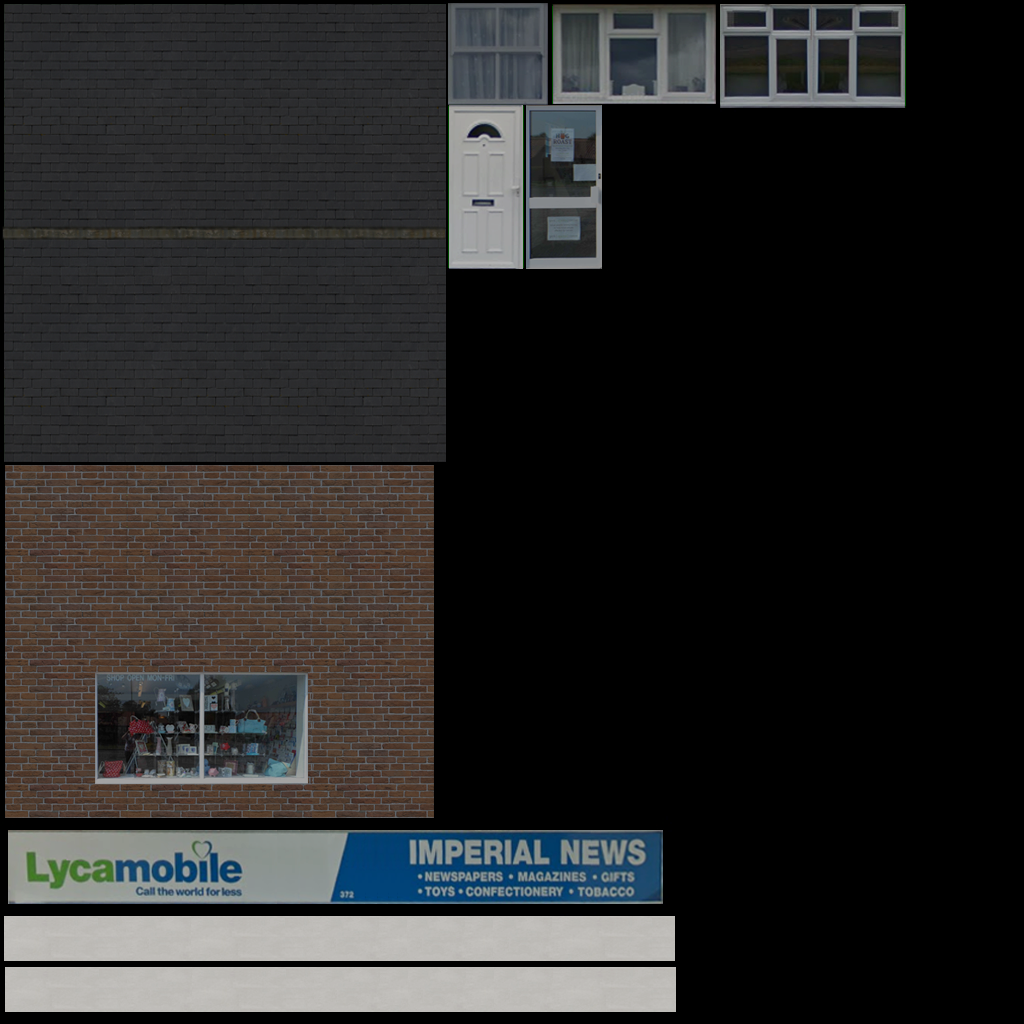 SHOP OPEN MON-FRI
Lycamobile
Call the world for less
372
IMPERIAL NEWS
• NEWSPAPERS • MAGAZINES • GIFTS
• TOYS • CONFECTIONERY • TOBACCO